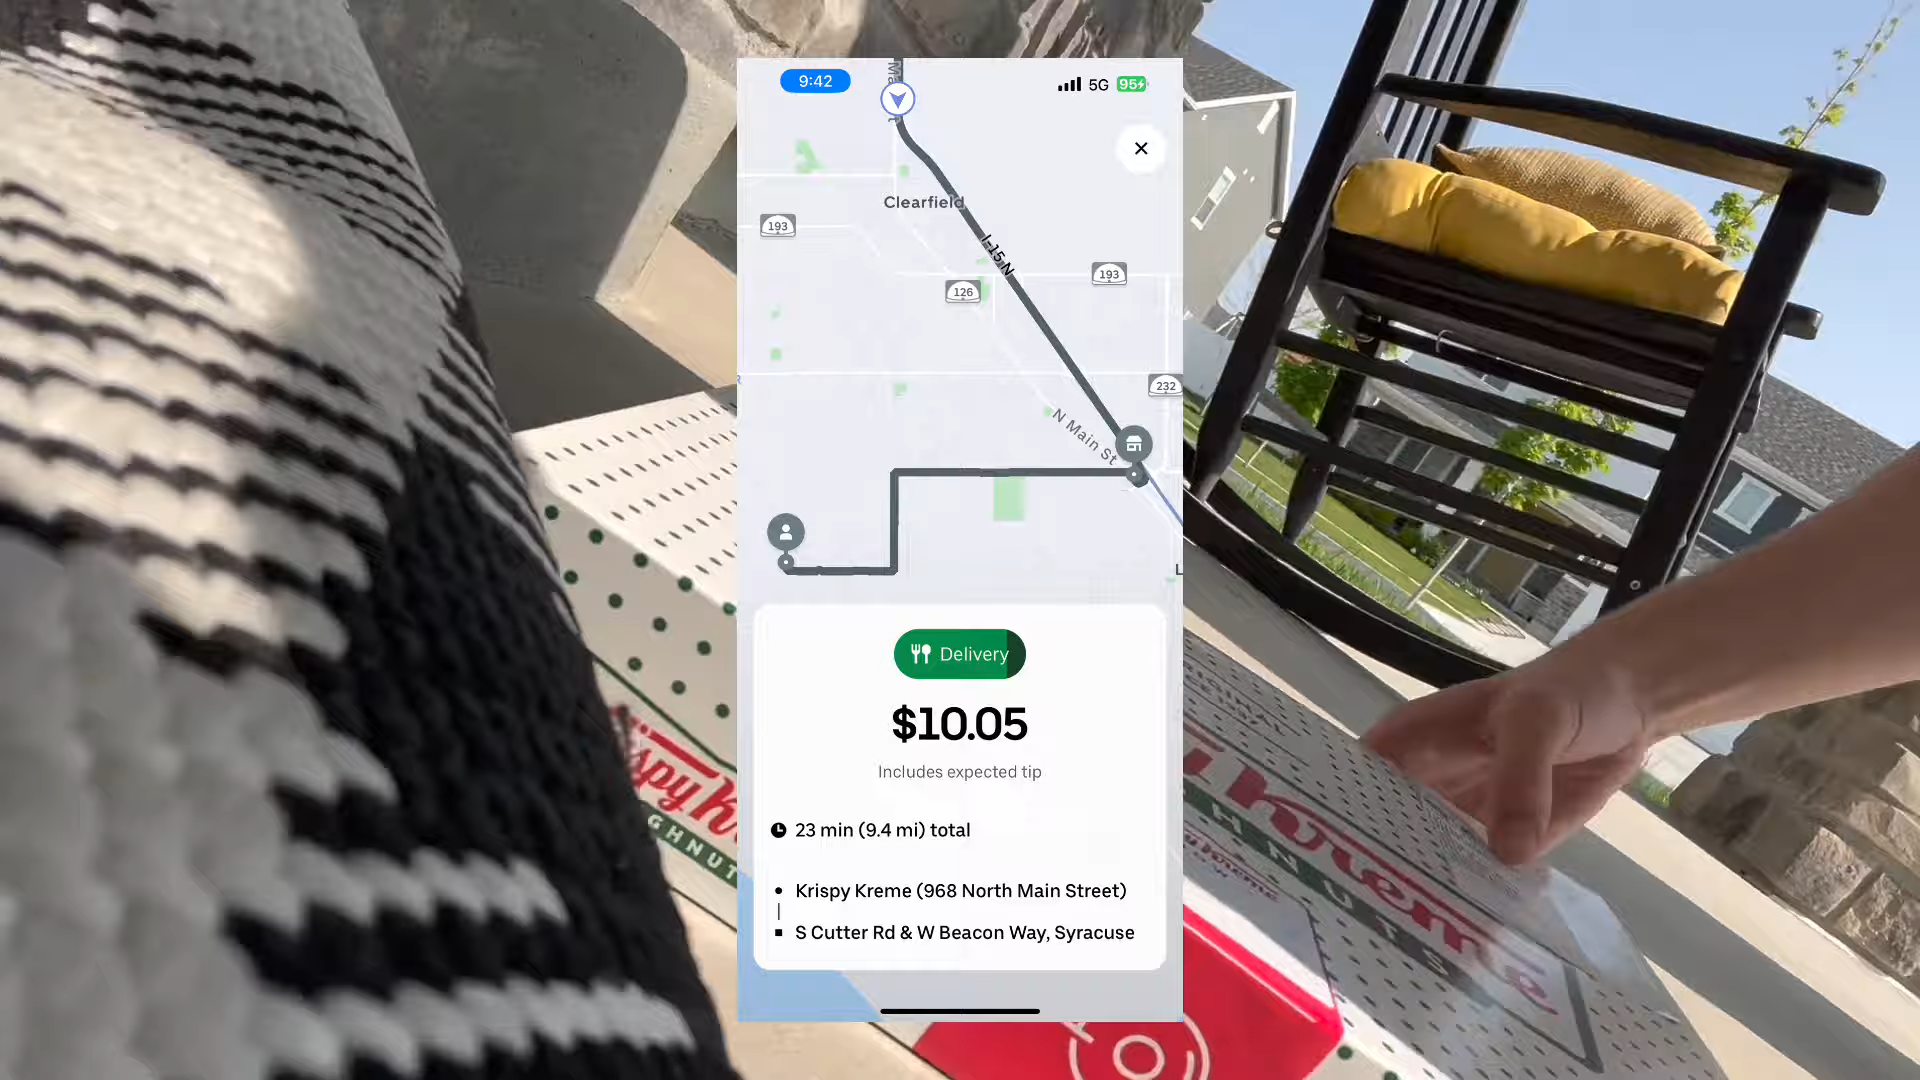 9:42
5G
95
Clearfield
193
I-15 N
193
126
232
N Main St
Delivery
$10.05
Includes expected tip
23 min (9.4 mi) total
Krispy Kreme (968 North Main Street)
S Cutter Rd & W Beacon Way, Syracuse